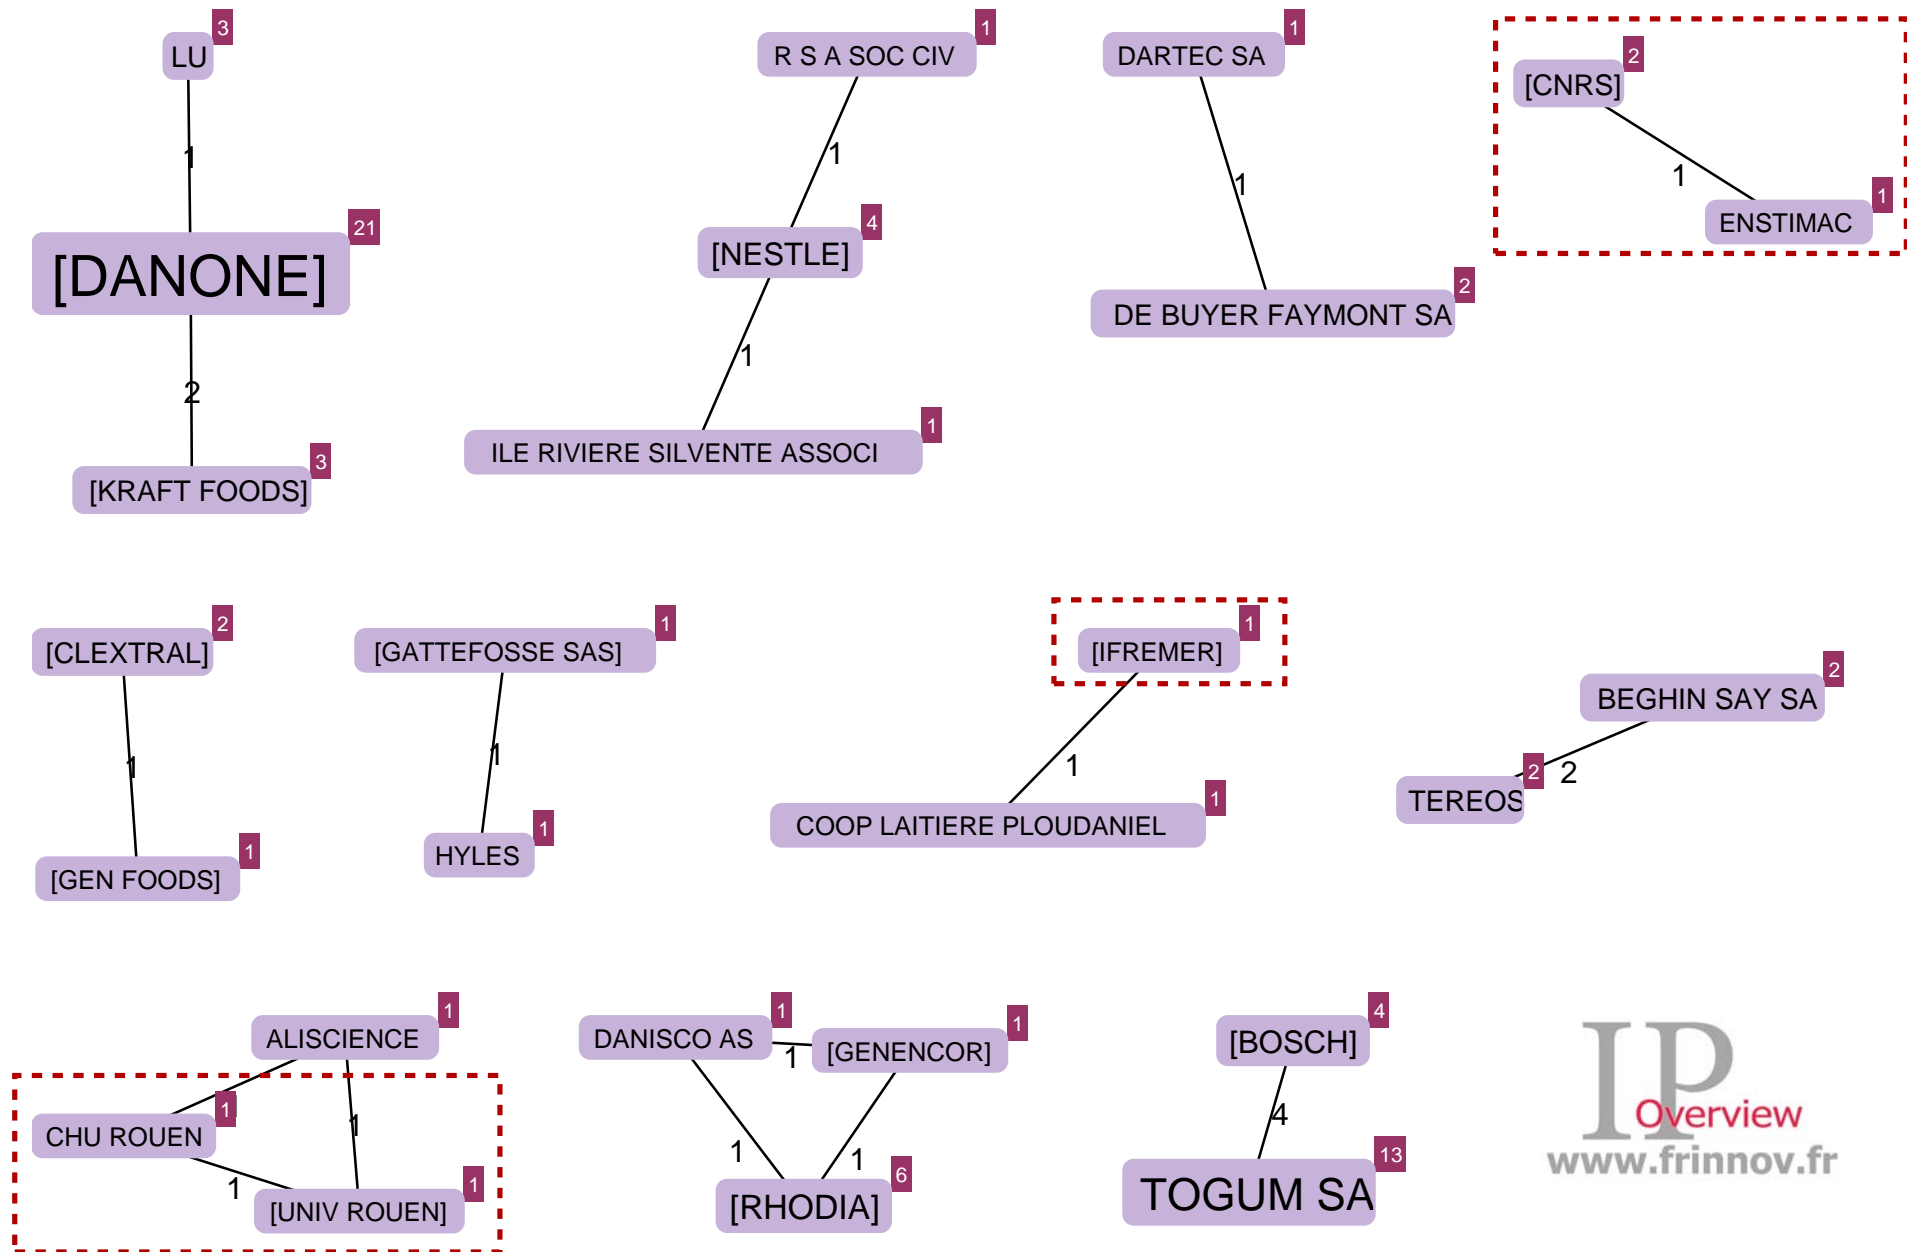 3
LU
1
21
[DANONE]
2
3
[KRAFT FOODS]
1
R S A SOC CIV
1
4
[NESTLE]
1
1
ILE RIVIERE SILVENTE ASSOCI
1
DARTEC SA
1
2
DE BUYER FAYMONT SA
2
[CNRS]
1
1
ENSTIMAC
2
[CLEXTRAL]
1
1
[GEN FOODS]
1
[GATTEFOSSE SAS]
1
1
HYLES
1
[IFREMER]
1
1
COOP LAITIERE PLOUDANIEL
2
BEGHIN SAY SA
2
2
TEREOS
1
ALISCIENCE
1
CHU ROUEN
1
1
1
[UNIV ROUEN]
1
DANISCO AS
1
1
[GENENCOR]
1
1
6
[RHODIA]
4
[BOSCH]
4
13
TOGUM SA
IP
Overview
www.frinnov.fr